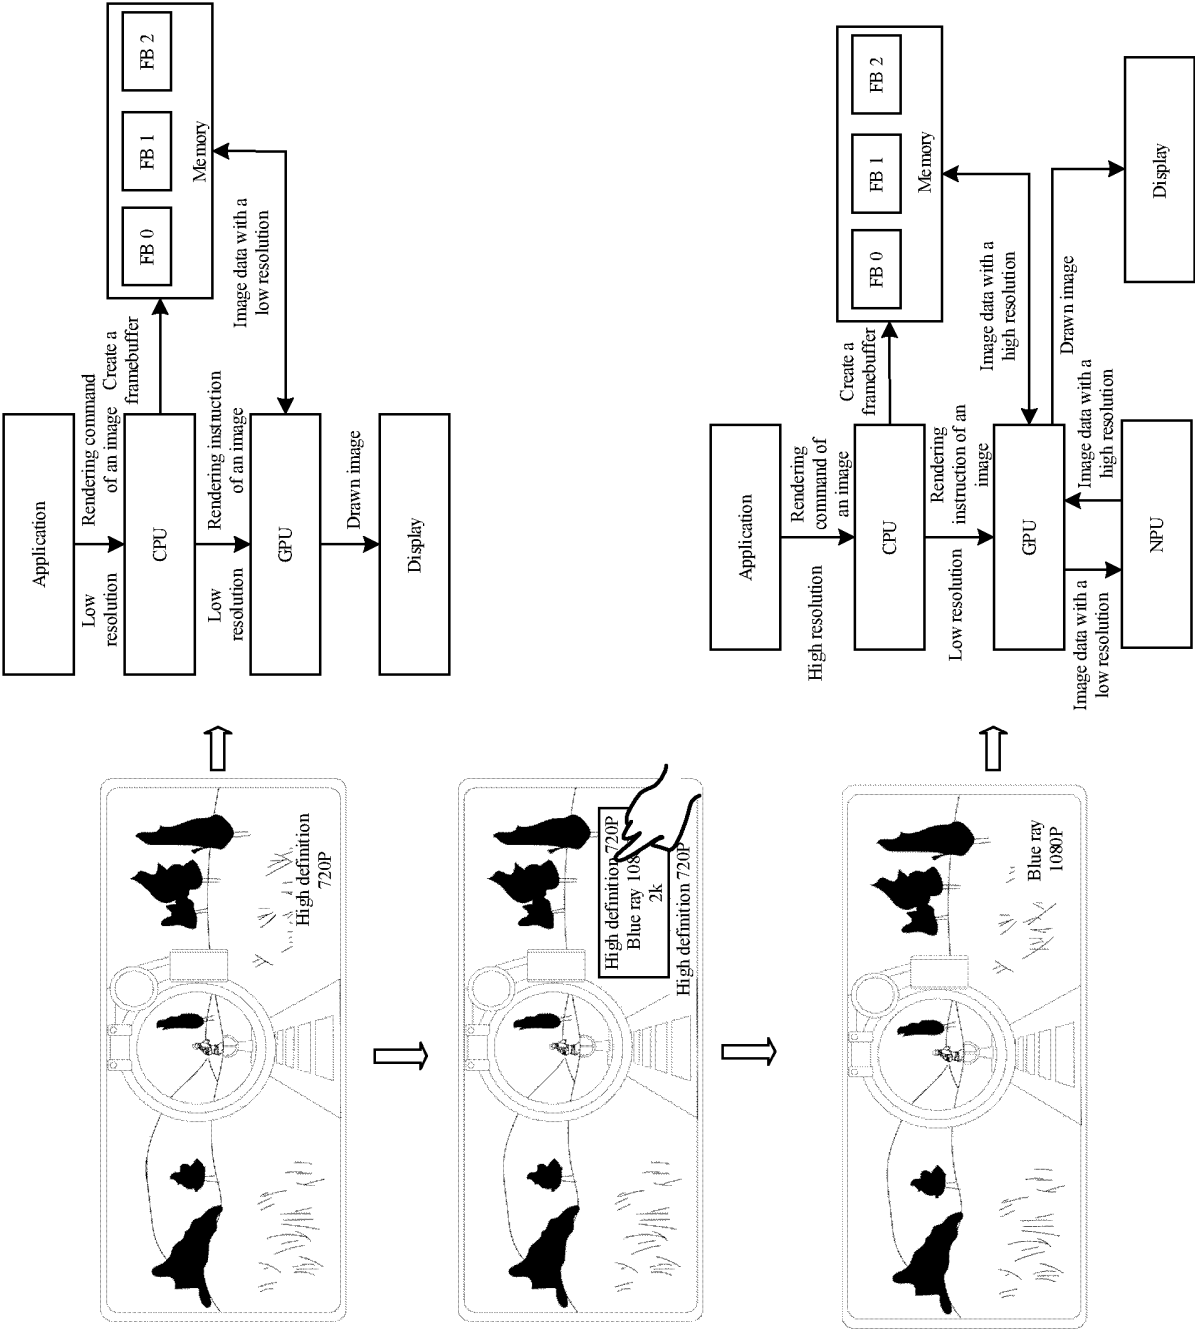 Application
Low
resolution
Rendering command
of an image
CPU
Create a
framebuffer
FB 0
FB 1
FB 2
Memory
Low
resolution
Rendering instruction
of an image
Image data with a
low resolution
GPU
Drawn image
Display
High definition
720P
High definition 720P
Blue ray 108
2k
High definition 720P
Blue ray
1080P
Application
High resolution
Rendering
command of
an image
CPU
Create a
framebuffer
FB 0
FB 1
FB 2
Memory
Low resolution
Rendering
instruction of an
image
Image data with a
high resolution
GPU
Drawn image
Display
Image data with a
low resolution
Image data with a
high resolution
NPU